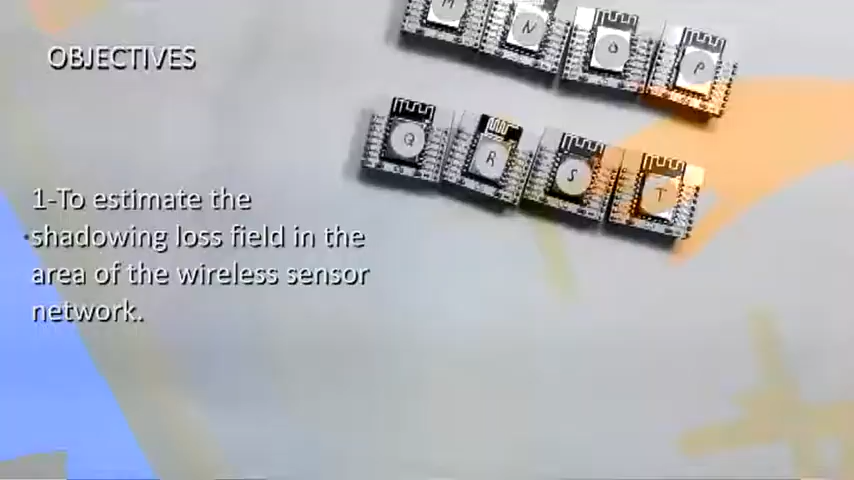 M N O P
OBJECTIVES
Q R S T
1-To estimate the
shadowing loss field in the
area of the wireless sensor
network.